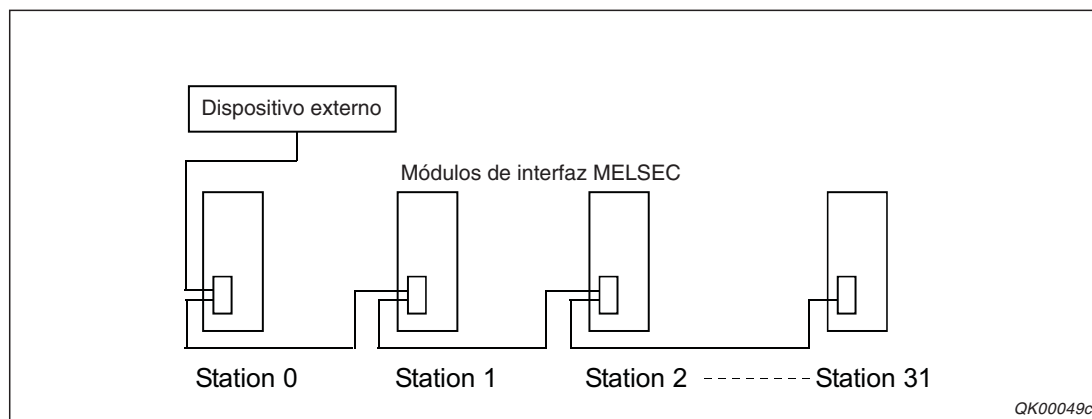 Dispositivo externo
Módulos de interfaz MELSEC
Station 0 Station 1 Station 2 Station 31
QK00049c